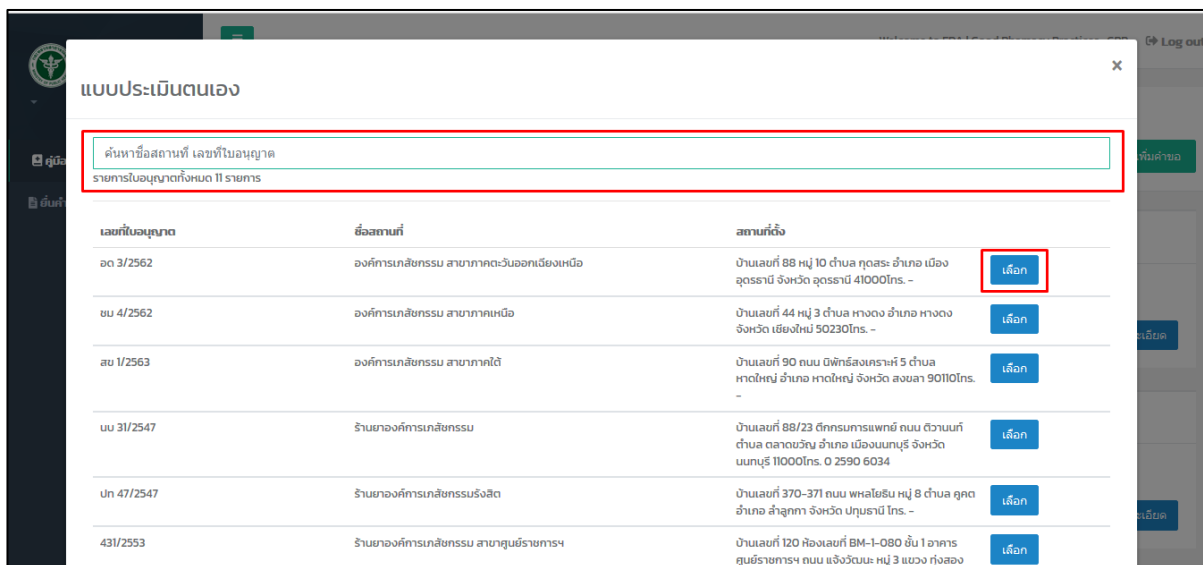 Log out
×
แบบประเมินตนเอง
คู่มือ
ค้นหาชื่อสถานที่ เลขที่ใบอนุญาต
เพิ่มคำขอ
รายการใบอนุญาตทั้งหมด 11 รายการ
เลขที่ใบอนุญาต ชื่อสถานที่ สถานที่ตั้ง
อด 3/2562 องค์การเภสัชกรรม สาขาภาคตะวันออกเฉียงเหนือ บ้านเลขที่ 88 หมู่ 10 ตำบล กุดสระ อำเภอ เมือง
อุดรธานี จังหวัด อุดรธานี 41000โทร. -
เลือก
ชม 4/2562 องค์การเภสัชกรรม สาขาภาคเหนือ บ้านเลขที่ 44 หมู่ 3 ตำบล หางดง อำเภอ หางดง
จังหวัด เชียงใหม่ 50230โทร. -
เลือก
สข 1/2563 องค์การเภสัชกรรม สาขาภาคใต้ บ้านเลขที่ 90 ถนน นิพัทธ์สงเคราะห์ 5 ตำบล
หาดใหญ่ อำเภอ หาดใหญ่ จังหวัด สงขลา 90110โทร.
-
เลือก
นบ 31/2547 ร้านยาองค์การเภสัชกรรม บ้านเลขที่ 88/23 ตึกกรมการแพทย์ ถนน ติวานนท์
ตำบล ตลาดขวัญ อำเภอ เมืองนนทบุรี จังหวัด
นนทบุรี 11000โทร. 0 2590 6034
เลือก
ปท 47/2547 ร้านยาองค์การเภสัชกรรมรังสิต บ้านเลขที่ 370-371 ถนน พหลโยธิน หมู่ 8 ตำบล คูคต
อำเภอ ลำลูกกา จังหวัด ปทุมธานี โทร. -
เลือก
431/2553 ร้านยาองค์การเภสัชกรรม สาขาศูนย์ราชการฯ บ้านเลขที่ 120 ห้องเลขที่ BM-1-080 ชั้น 1 อาคาร
ศูนย์ราชการฯ ถนน แจ้งวัฒนะ หมู่ 3 แขวง ทุ่งสอง
เลือก